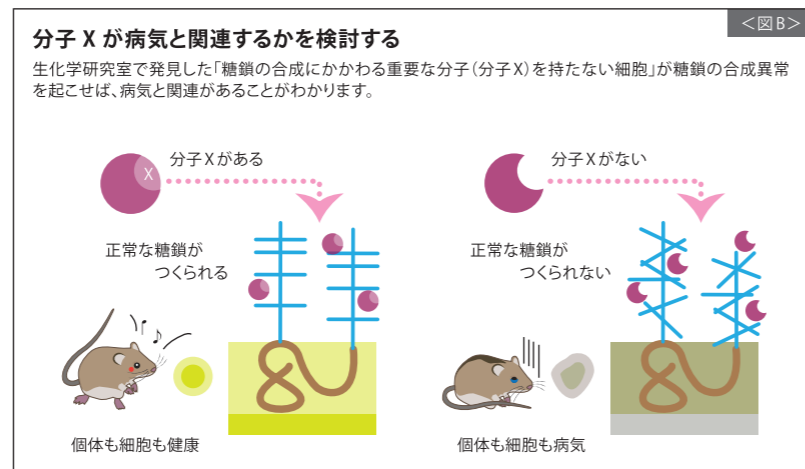 <図B>
分子 X が病気と関連するかを検討する
生化学研究室で発見した「糖鎖の合成にかかわる重要な分子(分子X)を持たない細胞」が糖鎖の合成異常
を起こせば、病気と関連があることがわかります。
分子Xがある
X
正常な糖鎖が
つくられる
個体も細胞も健康
分子Xがない
正常な糖鎖が
つくられない
個体も細胞も病気